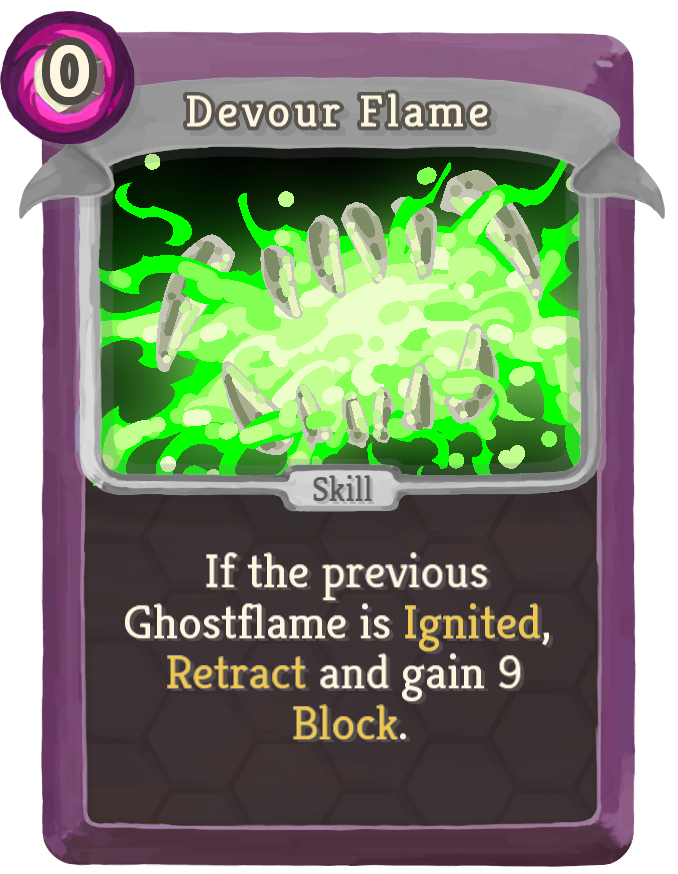 0
Devour Flame
Skill
If the previous
Ghostflame is Ignited,
Retract and gain 9
Block.